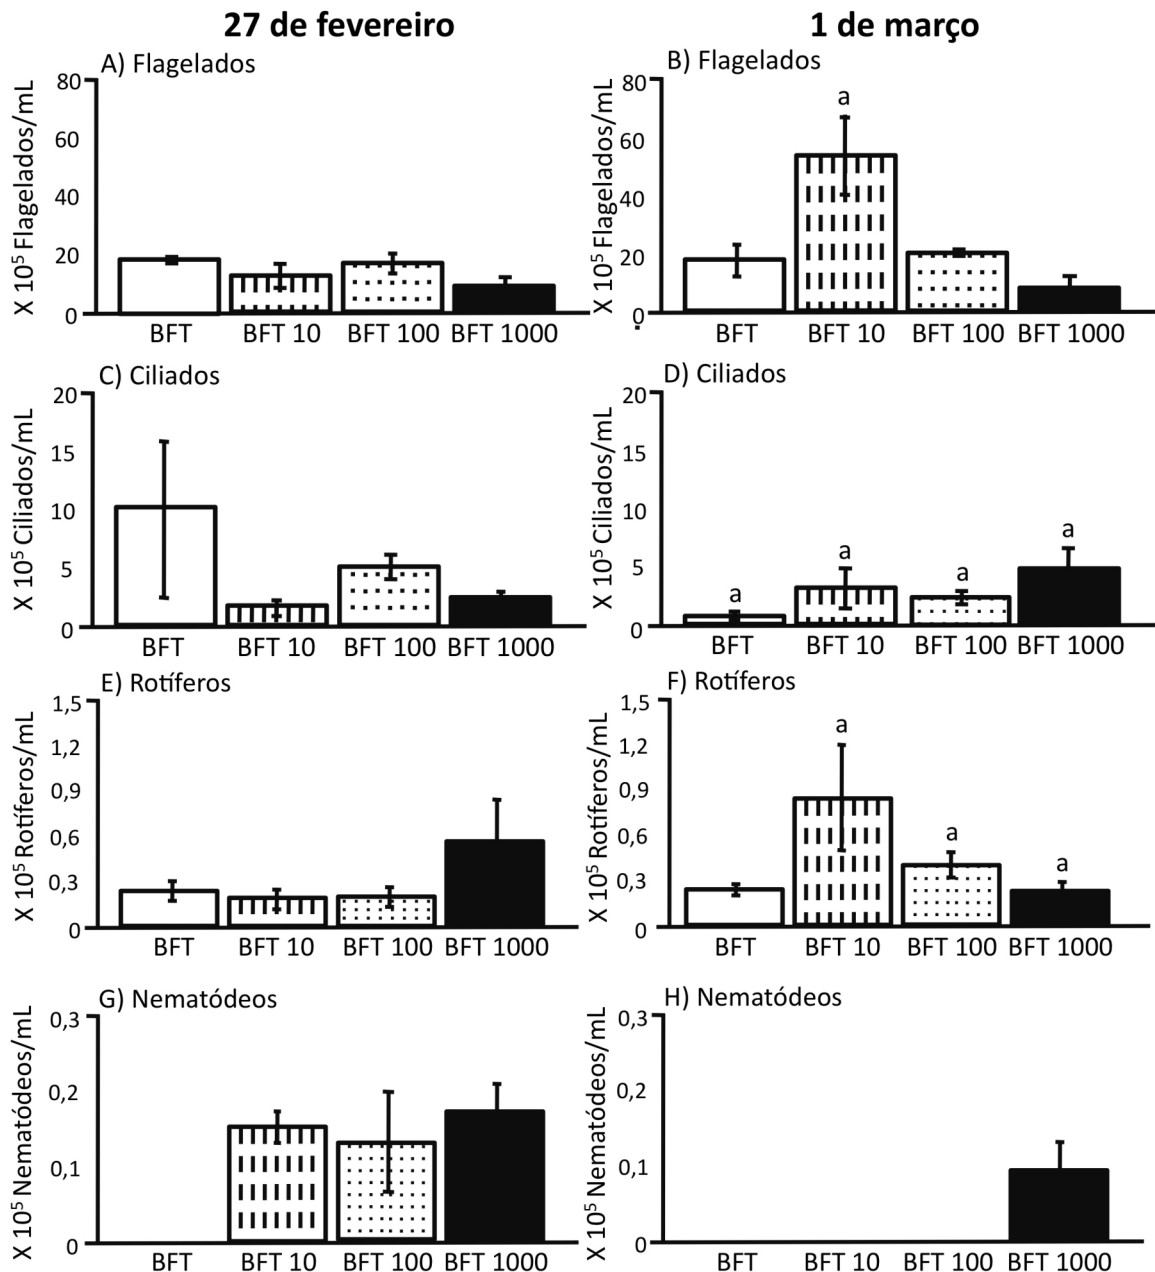 27 de fevereiro
1 de março
A) Flagelados
X 10⁵ Flagelados/mL
80
60
40
20
0
BFT BFT 10 BFT 100 BFT 1000
B) Flagelados
X 10⁵ Flagelados/mL
80
60
40
20
0
a
BFT BFT 10 BFT 100 BFT 1000
C) Ciliados
X 10⁵ Ciliados/mL
20
15
10
5
0
BFT BFT 10 BFT 100 BFT 1000
D) Ciliados
X 10⁵ Ciliados/mL
20
15
10
5
0
a a a a
BFT BFT 10 BFT 100 BFT 1000
E) Rotíferos
X 10⁵ Rotíferos/mL
1,5
1,2
0,9
0,6
0,3
0
BFT BFT 10 BFT 100 BFT 1000
F) Rotíferos
X 10⁵ Rotíferos/mL
1,5
1,2
0,9
0,6
0,3
0
a a a
BFT BFT 10 BFT 100 BFT 1000
G) Nematódeos
X 10⁵ Nematódeos/mL
0,3
0,2
0,1
0
BFT BFT 10 BFT 100 BFT 1000
H) Nematódeos
X 10⁵ Nematódeos/mL
0,3
0,2
0,1
0
BFT BFT 10 BFT 100 BFT 1000